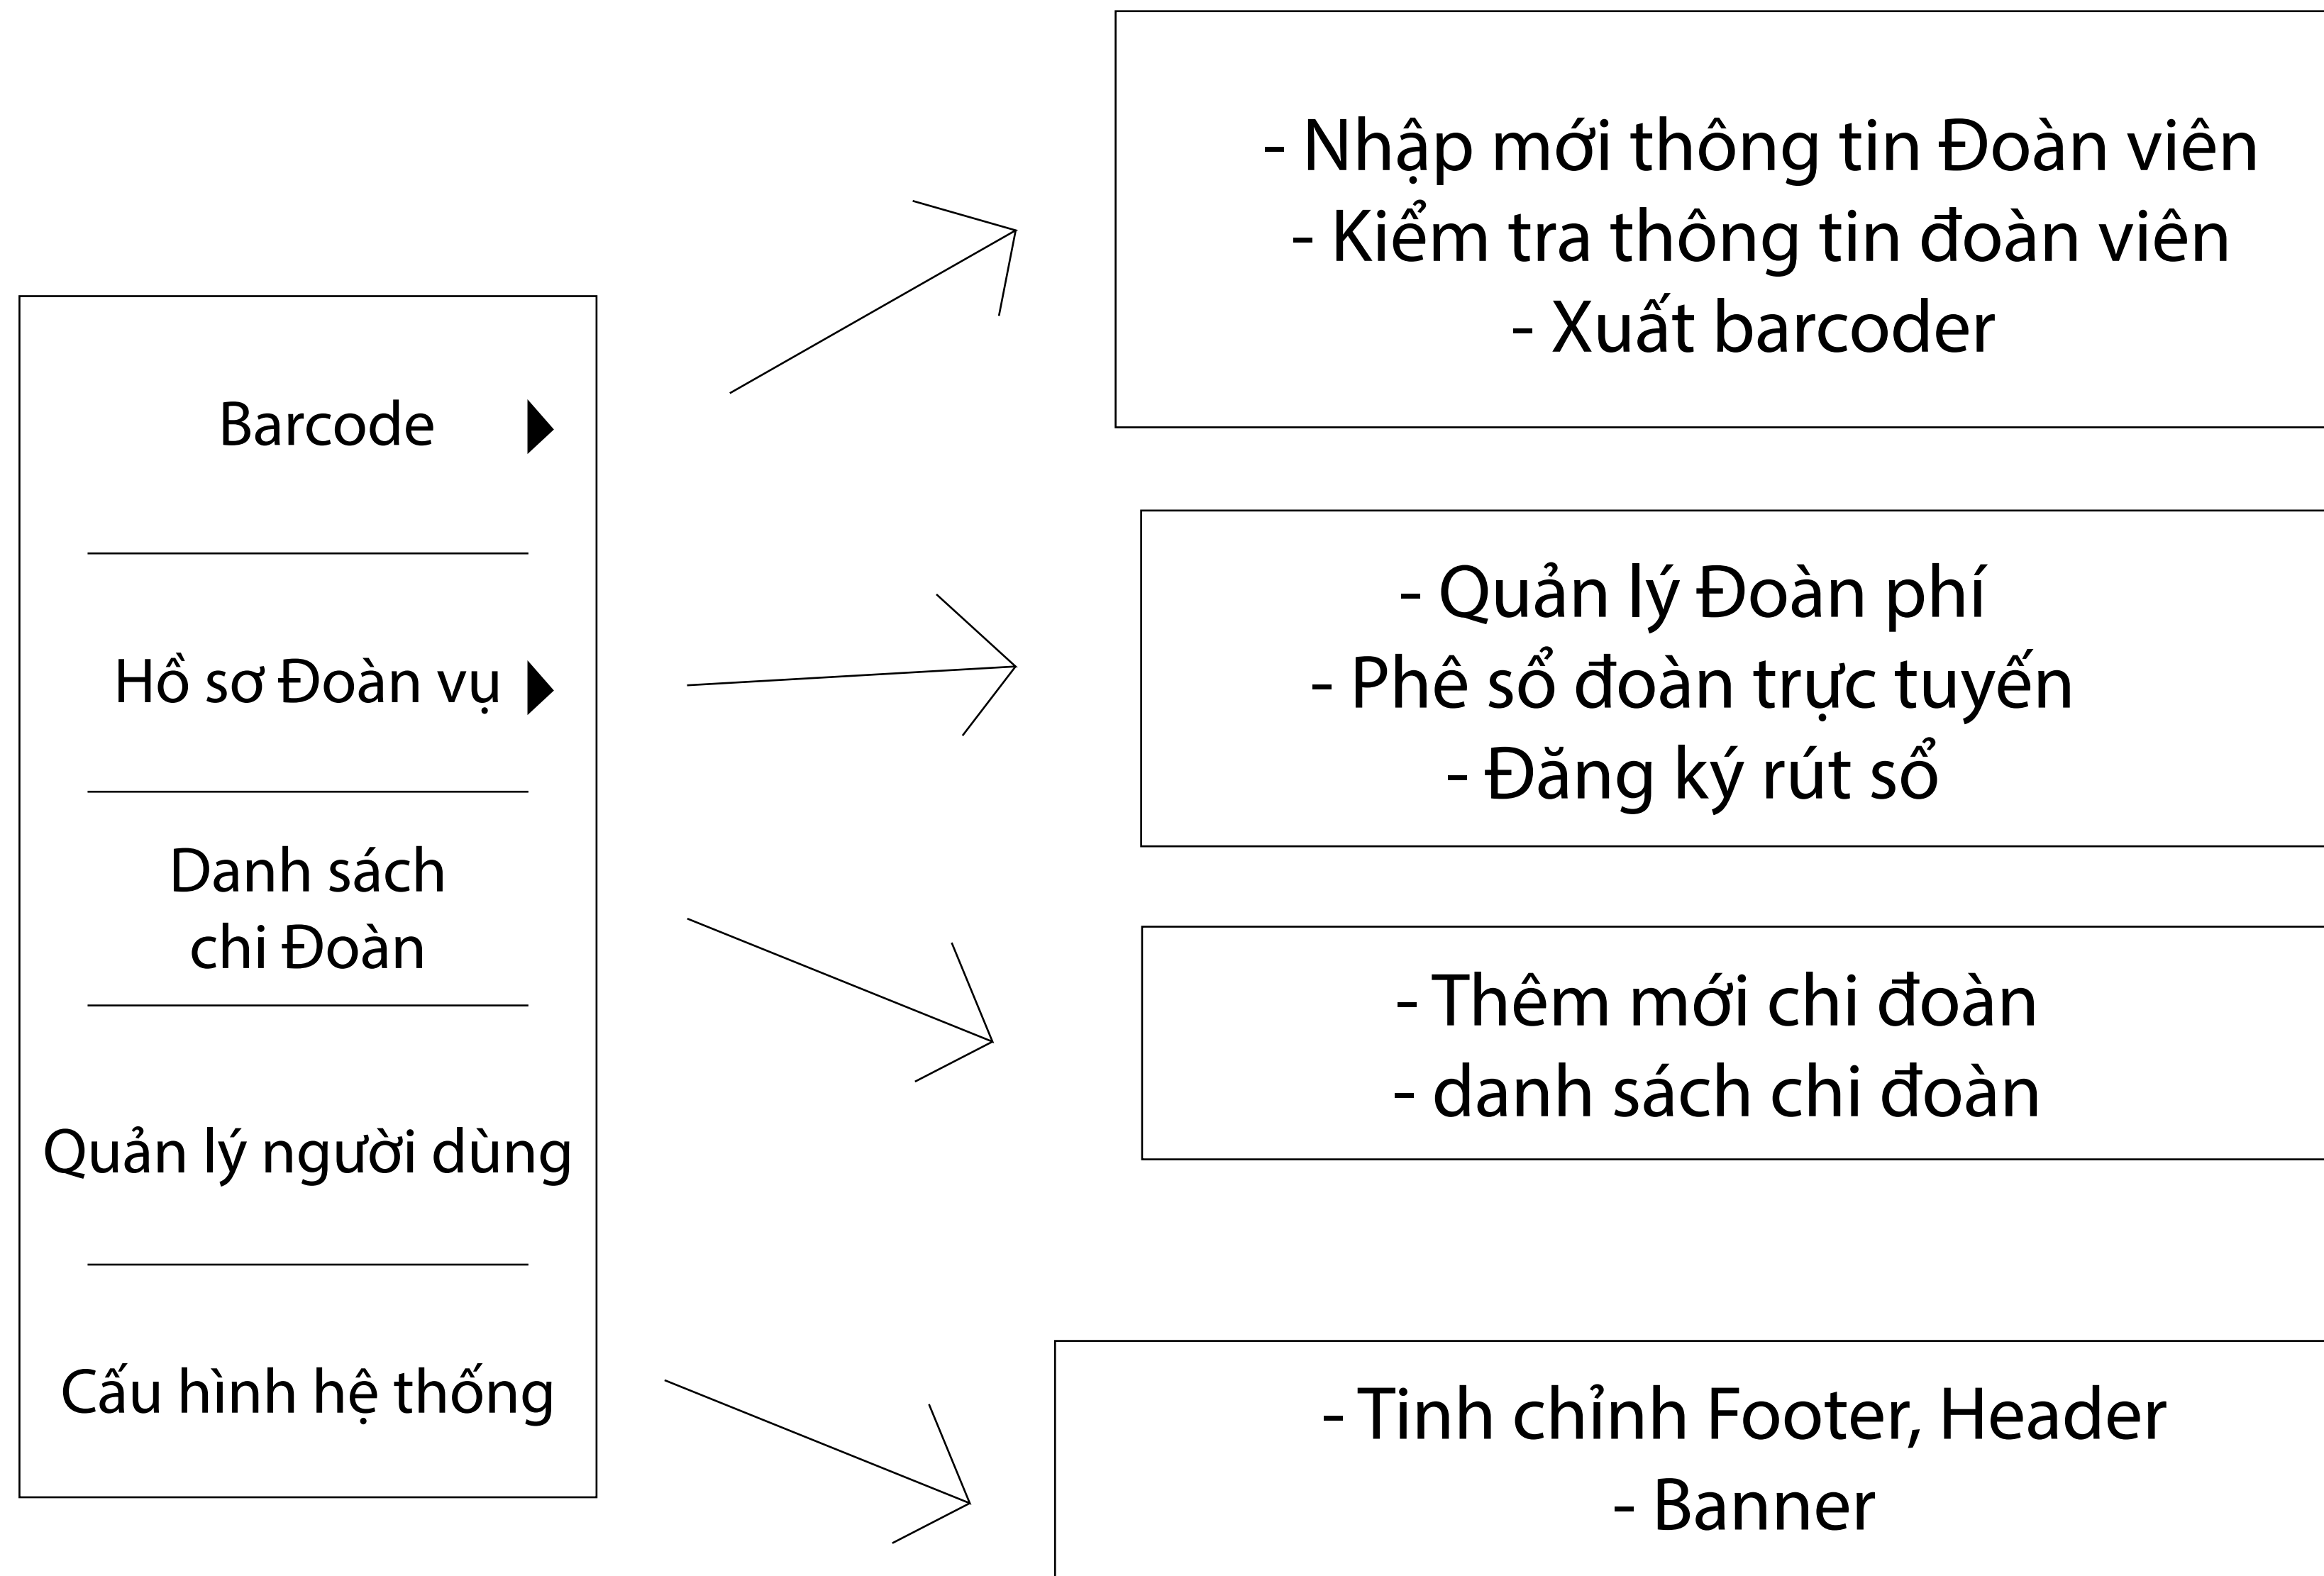 Barcode
Hồ sơ Đoàn vụ
Danh sách
chi Đoàn
Quản lý người dùng
Cấu hình hệ thống
- Nhập mới thông tin Đoàn viên
- Kiểm tra thông tin đoàn viên
- Xuất barcoder
- Quản lý Đoàn phí
- Phê sổ đoàn trực tuyến
- Đăng ký rút sổ
- Thêm mới chi đoàn
- danh sách chi đoàn
- Tinh chỉnh Footer, Header
- Banner